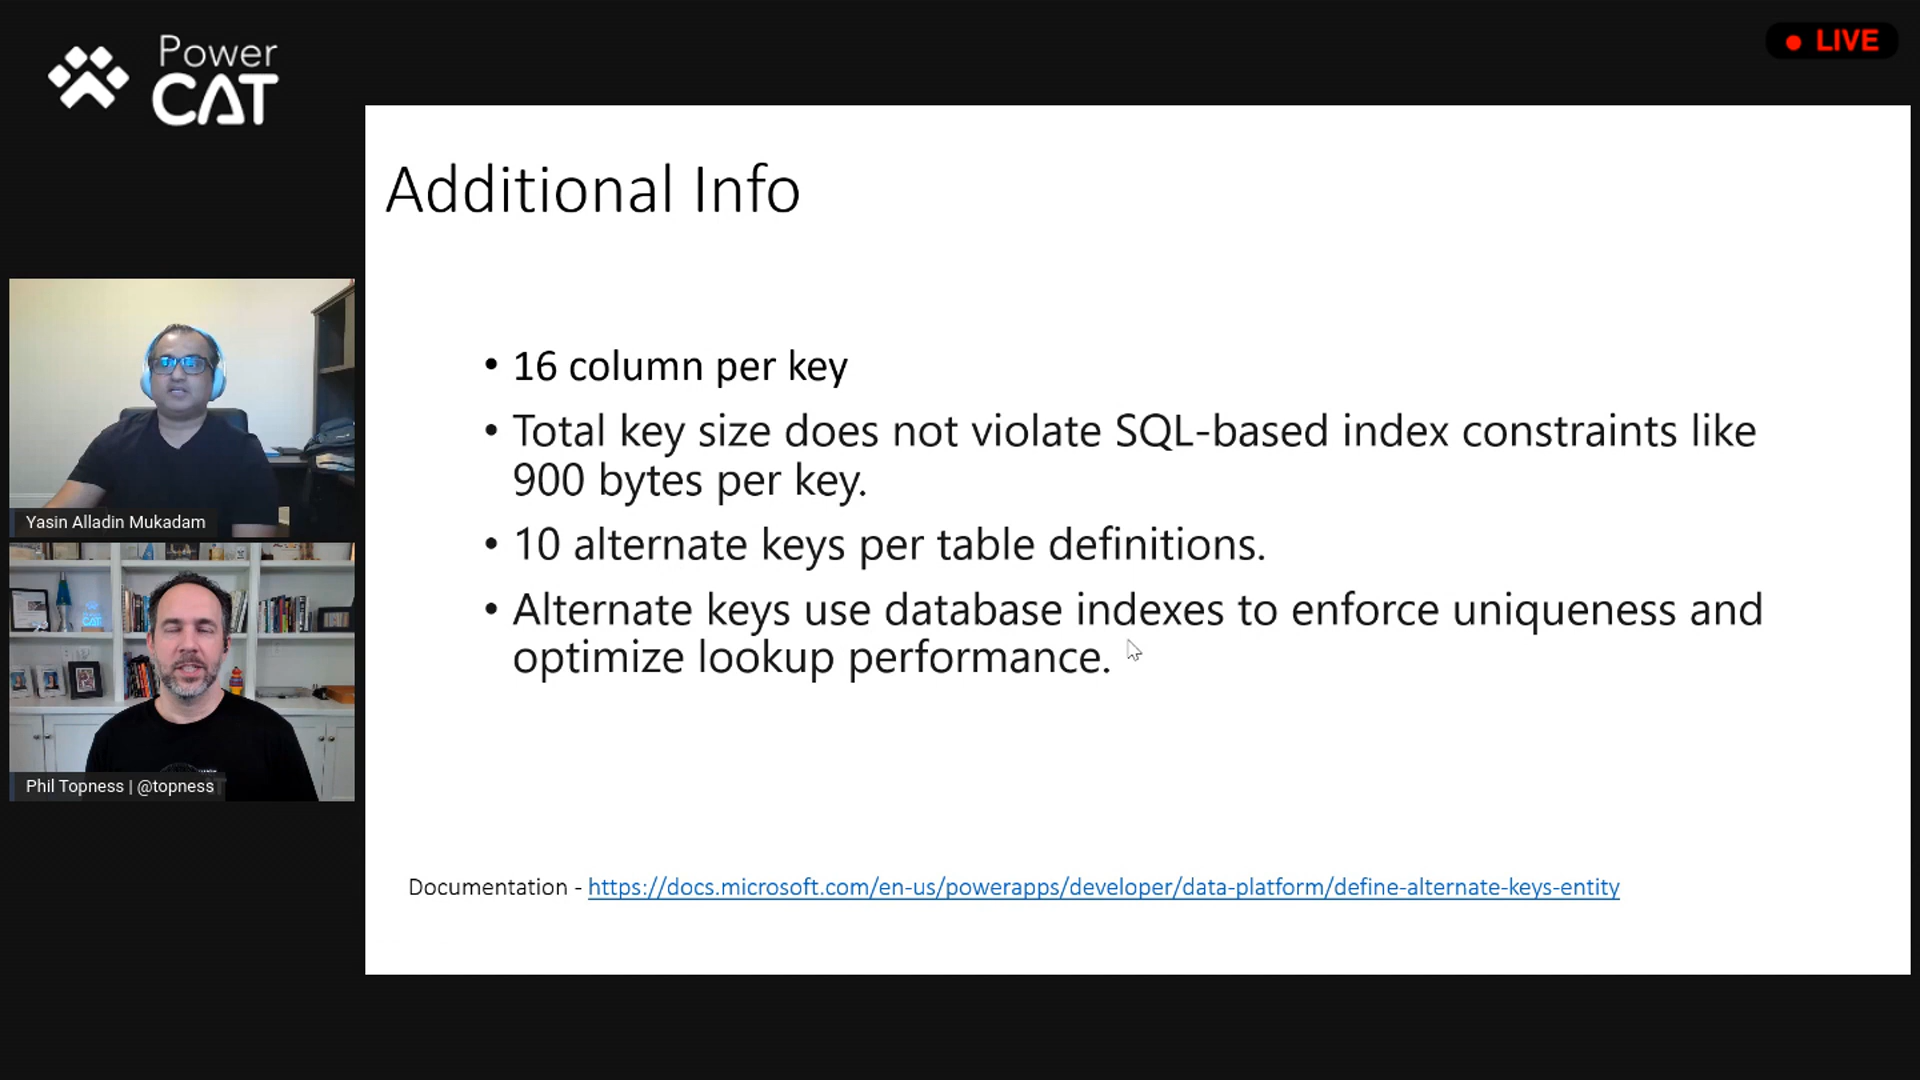 Power
CAT
LIVE
Additional Info
• 16 column per key
• Total key size does not violate SQL-based index constraints like
900 bytes per key.
• 10 alternate keys per table definitions.
• Alternate keys use database indexes to enforce uniqueness and
optimize lookup performance.
Documentation - https://docs.microsoft.com/en-us/powerapps/developer/data-platform/define-alternate-keys-entity
Yasin Alladin Mukadam
Phil Topness | @topness